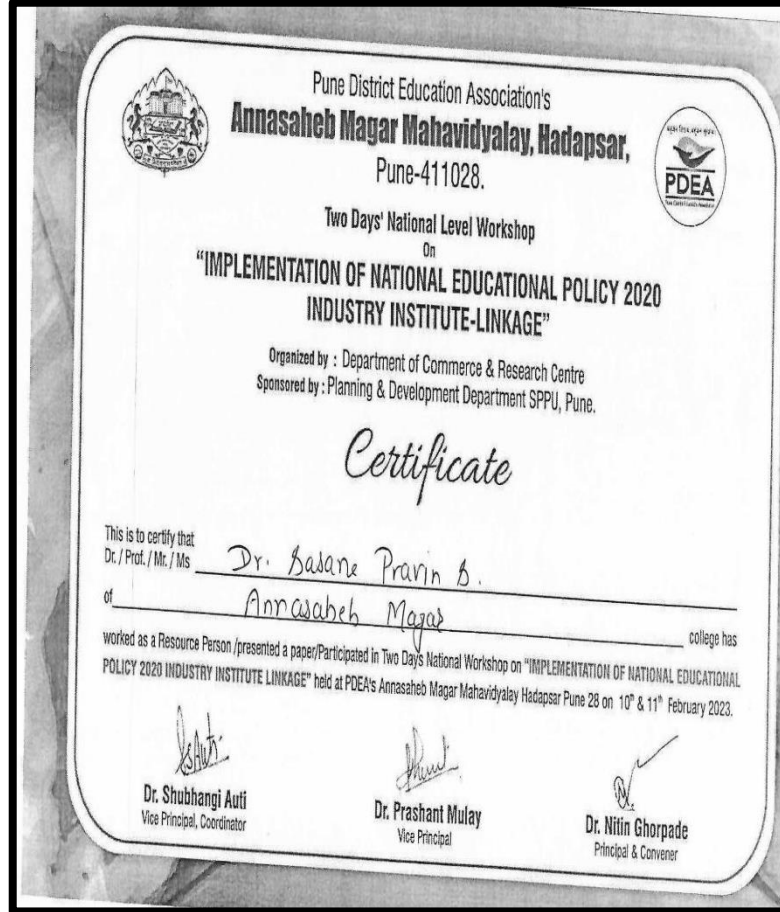 Pune District Education Association's
Annasaheb Magar Mahavidyalay, Hadapsar,
Pune-411028.
PDEA
Two Days' National Level Workshop
On
"IMPLEMENTATION OF NATIONAL EDUCATIONAL POLICY 2020
INDUSTRY INSTITUTE-LINKAGE"
Organized by : Department of Commerce & Research Centre
Sponsored by : Planning & Development Department SPPU, Pune.
Certificate
This is to certify that
Dr. / Prof. / Mr. / Ms Dr. Sasane Pravin S.
of Annasabeb Magar college has
worked as a Resource Person /presented a paper/Participated in Two Days National Workshop on "IMPLEMENTATION OF NATIONAL EDUCATIONAL
POLICY 2020 INDUSTRY INSTITUTE LINKAGE" held at PDEA's Annasaheb Magar Mahavidyalay Hadapsar Pune 28 on 10th & 11th February 2023.
Dr. Shubhangi Auti
Vice Principal, Coordinator
Dr. Prashant Mulay
Vice Principal
Dr. Nitin Ghorpade
Principal & Convener